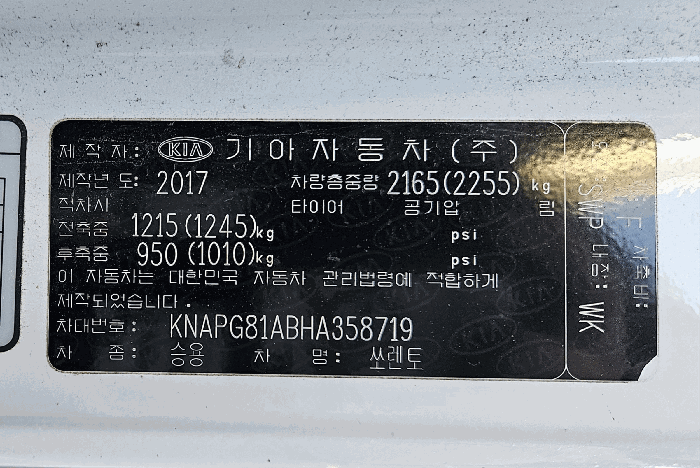 제 작 자: KIA 기아자동차(주)
제작년 도: 2017 차량총중량 2165(2255) kg
적차시 타이어 공기압 림
전축중 1215(1245)kg psi
후축중 950(1010)kg psi
이 자동차는 대한민국 자동차 관리법령에 적합하게
제작되었습니다.
차대번호: KNAPG81ABHA358719
차 종: 승용 차 명: 쏘렌토
SWP 내장: WK
F